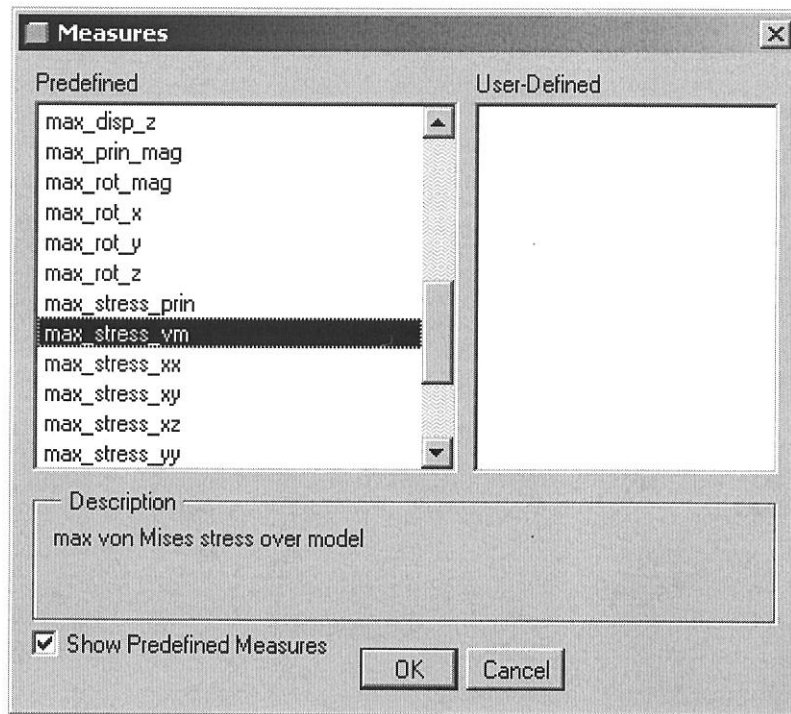 Measures
Predefined
User-Defined
max_disp_z
max_prin_mag
max_rot_mag
max_rot_x
max_rot_y
max_rot_z
max_stress_prin
max_stress_vm
max_stress_xx
max_stress_xy
max_stress_xz
max_stress_yy
Description
max von Mises stress over model
Show Predefined Measures
OK
Cancel